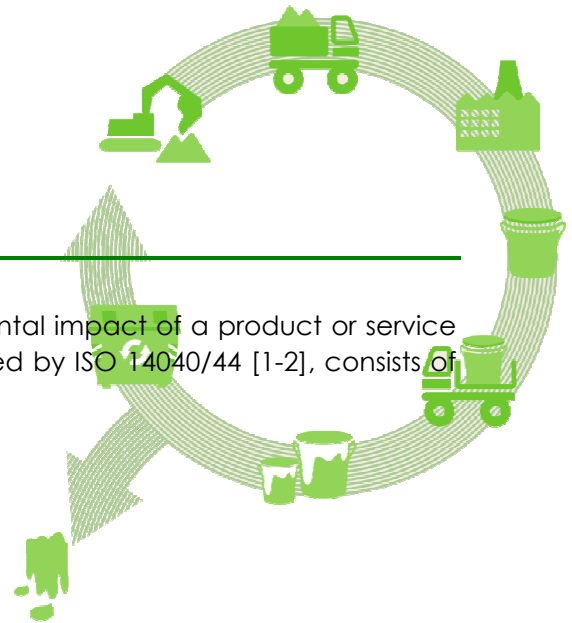 ntal impact of a product or service
ed by ISO 14040/44 [1-2], consists of